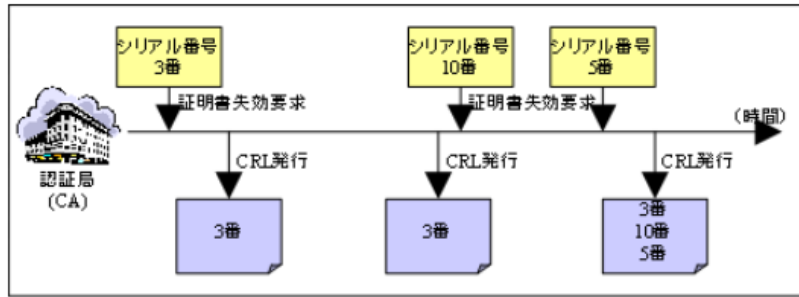 シリアル番号
3番
シリアル番号
10番
シリアル番号
5番
証明書失効要求
証明書失効要求
(時間)
CRL発行
CRL発行
CRL発行
認証局
(CA)
3番
3番
3番
10番
5番